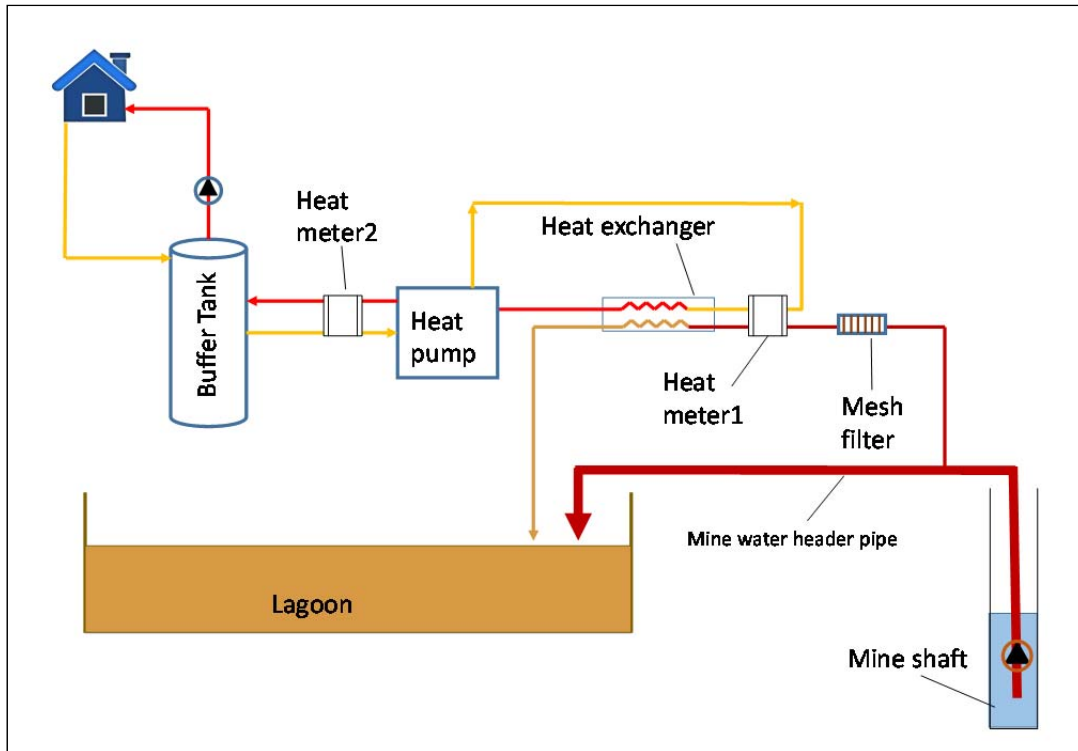 Heat
meter2
Heat exchanger
Buffer Tank
Heat
pump
Heat
meter1
Mesh
filter
Mine water header pipe
Lagoon
Mine shaft